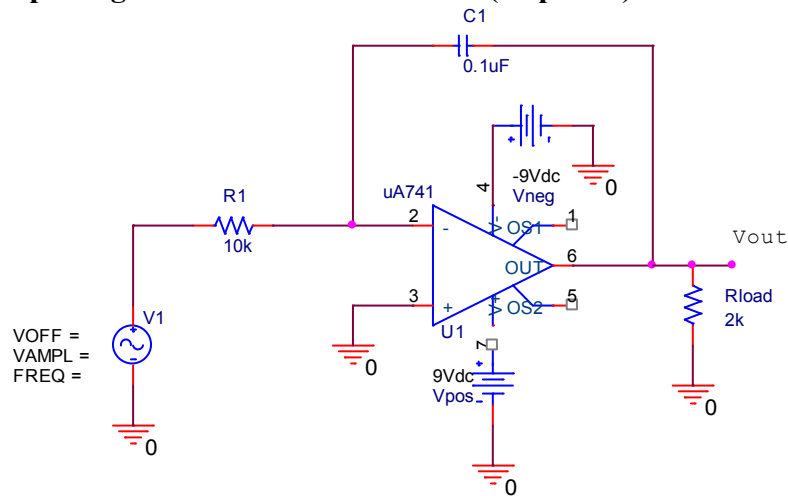 C1
0.1uF
-9Vdc
Vneg
0
R1
10k
uA741
4
V-
OS1
1
2
-
OUT
6
Vout
3
+
V+
OS2
5
U1
7
Rload
2k
V1
VOFF =
VAMPL =
FREQ =
9Vdc
Vpos
0
0
0
0